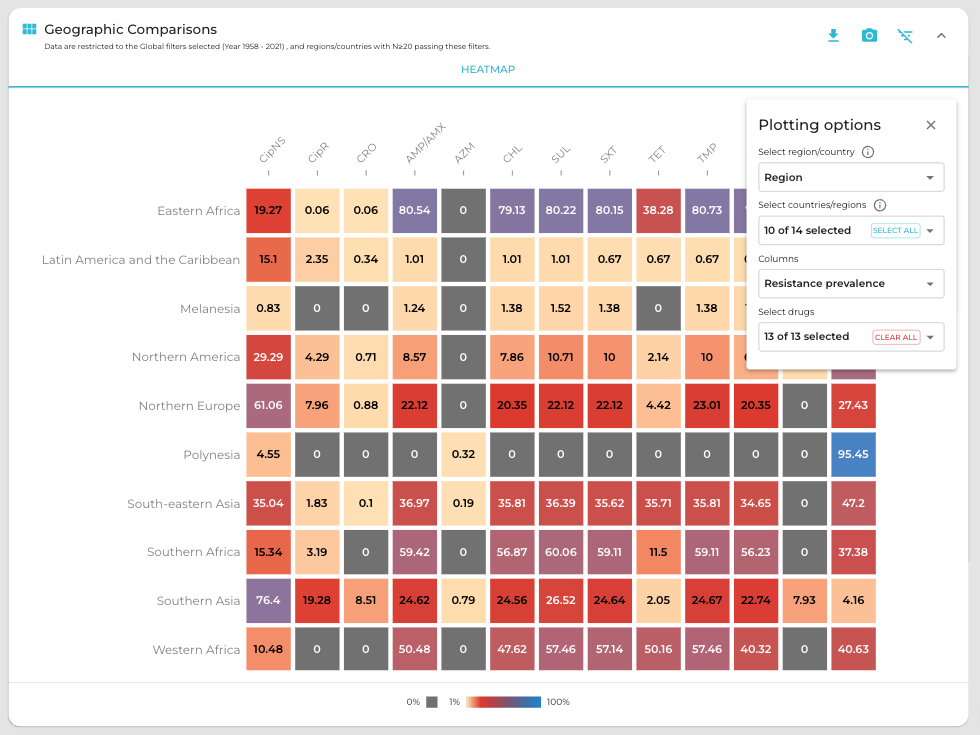 Geographic Comparisons
Data are restricted to the Global filters selected (Year 1958 - 2021) , and regions/countries with N≥20 passing these filters.
HEATMAP
CipNS CipR CRO AMP/AMX AZM CHL SUL SXT TET TMP
Plotting options
Select region/country
Region
Select countries/regions
10 of 14 selected SELECT ALL
Columns
Resistance prevalence
Select drugs
13 of 13 selected CLEAR ALL
Eastern Africa 19.27 0.06 0.06 80.54 0 79.13 80.22 80.15 38.28 80.73
Latin America and the Caribbean 15.1 2.35 0.34 1.01 0 1.01 1.01 0.67 0.67 0.67
Melanesia 0.83 0 0 1.24 0 1.38 1.52 1.38 0 1.38
Northern America 29.29 4.29 0.71 8.57 0 7.86 10.71 10 2.14 10
Northern Europe 61.06 7.96 0.88 22.12 0 20.35 22.12 22.12 4.42 23.01 20.35 0 27.43
Polynesia 4.55 0 0 0 0.32 0 0 0 0 0 0 0 95.45
South-eastern Asia 35.04 1.83 0.1 36.97 0.19 35.81 36.39 35.62 35.71 35.81 34.65 0 47.2
Southern Africa 15.34 3.19 0 59.42 0 56.87 60.06 59.11 11.5 59.11 56.23 0 37.38
Southern Asia 76.4 19.28 8.51 24.62 0.79 24.56 26.52 24.64 2.05 24.67 22.74 7.93 4.16
Western Africa 10.48 0 0 50.48 0 47.62 57.46 57.14 50.16 57.46 40.32 0 40.63
0% 1% 100%